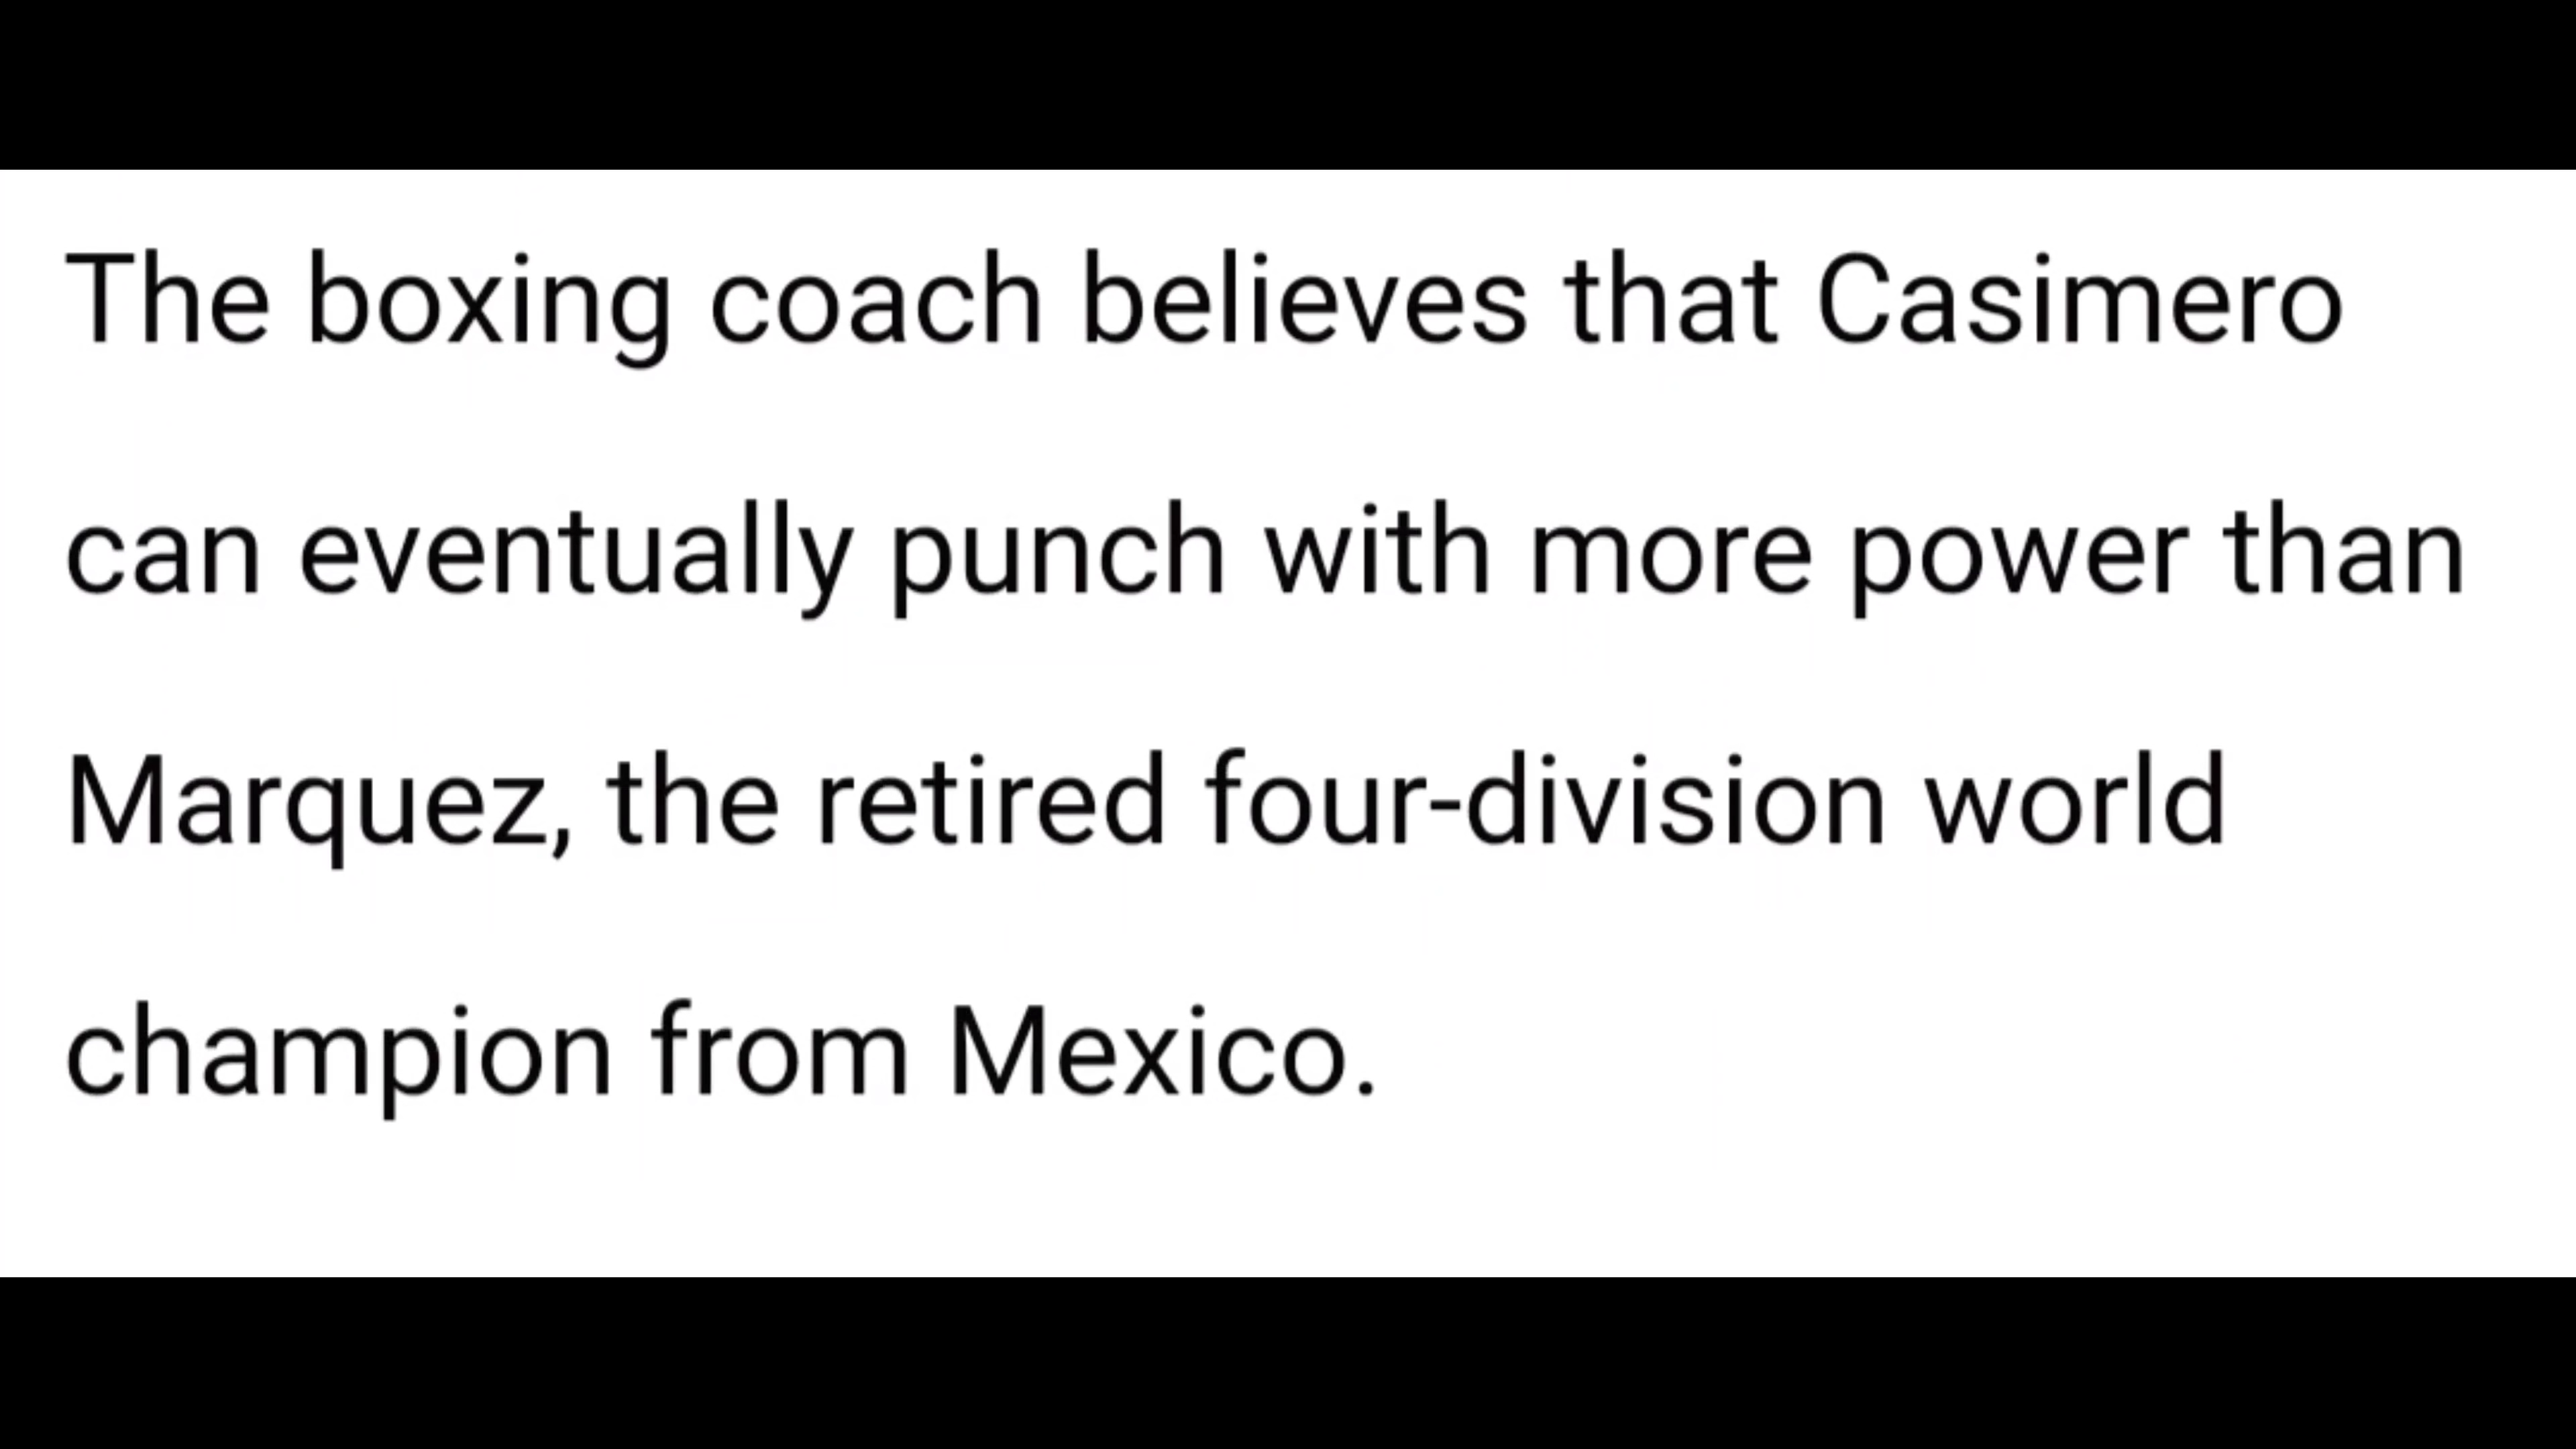 The boxing coach believes that Casimero
can eventually punch with more power than
Marquez, the retired four-division world
champion from Mexico.